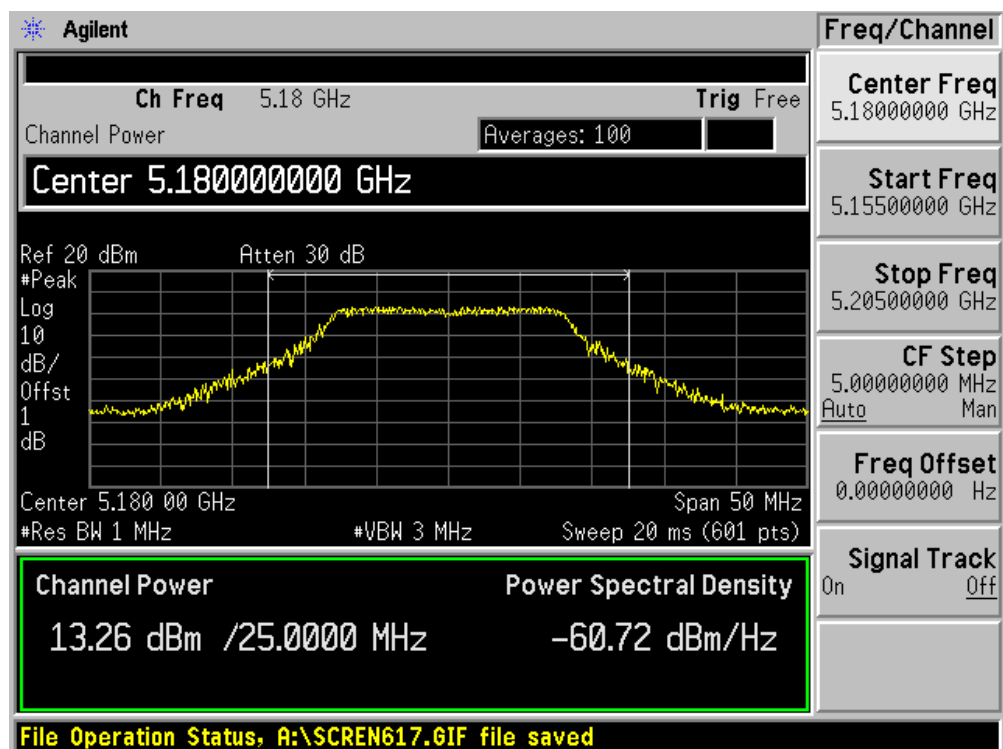 Agilent
Freq/Channel
Ch Freq 5.18 GHz Trig Free
Channel Power Averages: 100
Center 5.180000000 GHz
Ref 20 dBm Atten 30 dB
#Peak
Log
10
dB/
Offst
1
dB
Center 5.180 00 GHz Span 50 MHz
#Res BW 1 MHz #VBW 3 MHz Sweep 20 ms (601 pts)
Channel Power Power Spectral Density
13.26 dBm /25.0000 MHz -60.72 dBm/Hz
File Operation Status, A:\SCREN617.GIF file saved
Center Freq
5.18000000 GHz
Start Freq
5.15500000 GHz
Stop Freq
5.20500000 GHz
CF Step
5.00000000 MHz
Auto Man
Freq Offset
0.00000000 Hz
Signal Track
On Off